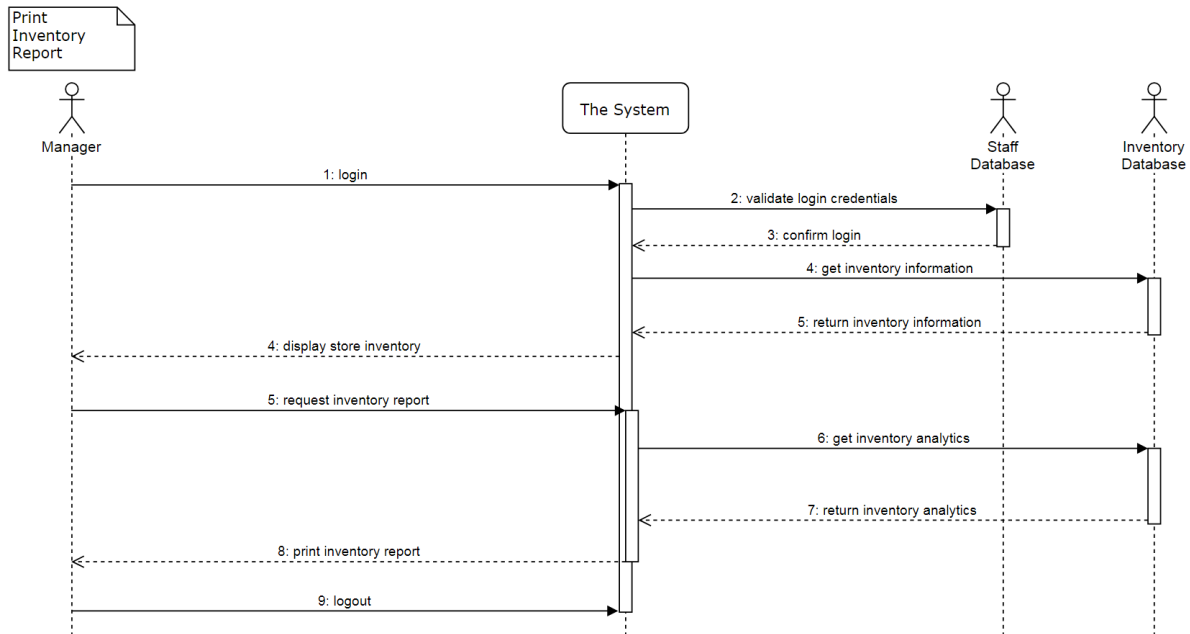 Print
Inventory
Report
The System
Manager
Staff
Database
Inventory
Database
1: login
2: validate login credentials
3: confirm login
4: get inventory information
5: return inventory information
4: display store inventory
5: request inventory report
6: get inventory analytics
7: return inventory analytics
8: print inventory report
9: logout